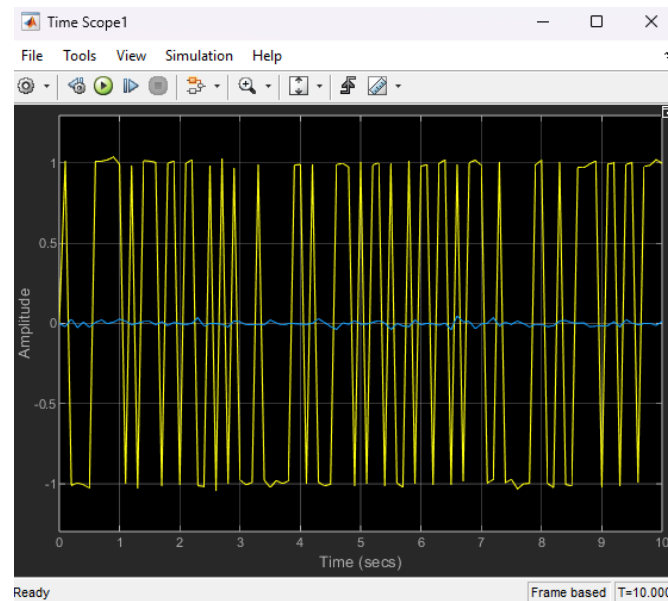 Time Scope1
File Tools View Simulation Help
1
0.5
0
-0.5
-1
Amplitude
0 1 2 3 4 5 6 7 8 9 10
Time (secs)
Ready Frame based T=10.000